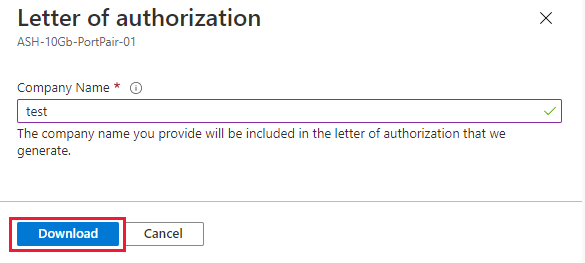 Letter of authorization
ASH-10Gb-PortPair-01
Company Name *
test
The company name you provide will be included in the letter of authorization that we
generate.
Download Cancel